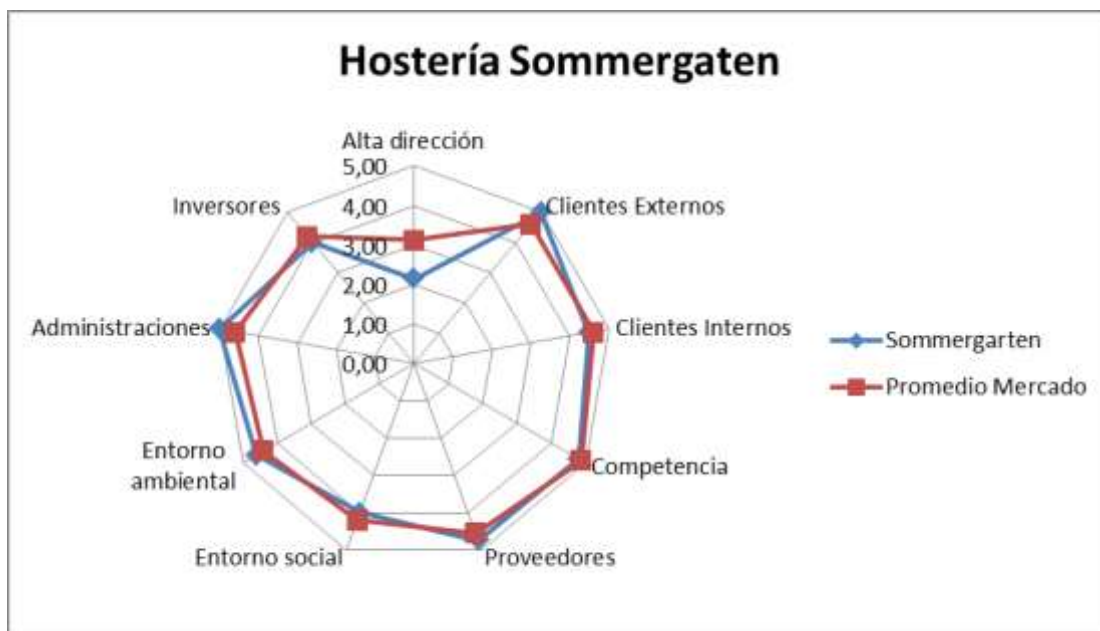 Hostería Sommergaten
Alta dirección
5,00
4,00
3,00
2,00
1,00
0,00
Clientes Externos
Clientes Internos
Competencia
Proveedores
Entorno social
Entorno
ambiental
Administraciones
Inversores
Sommergarten
Promedio Mercado